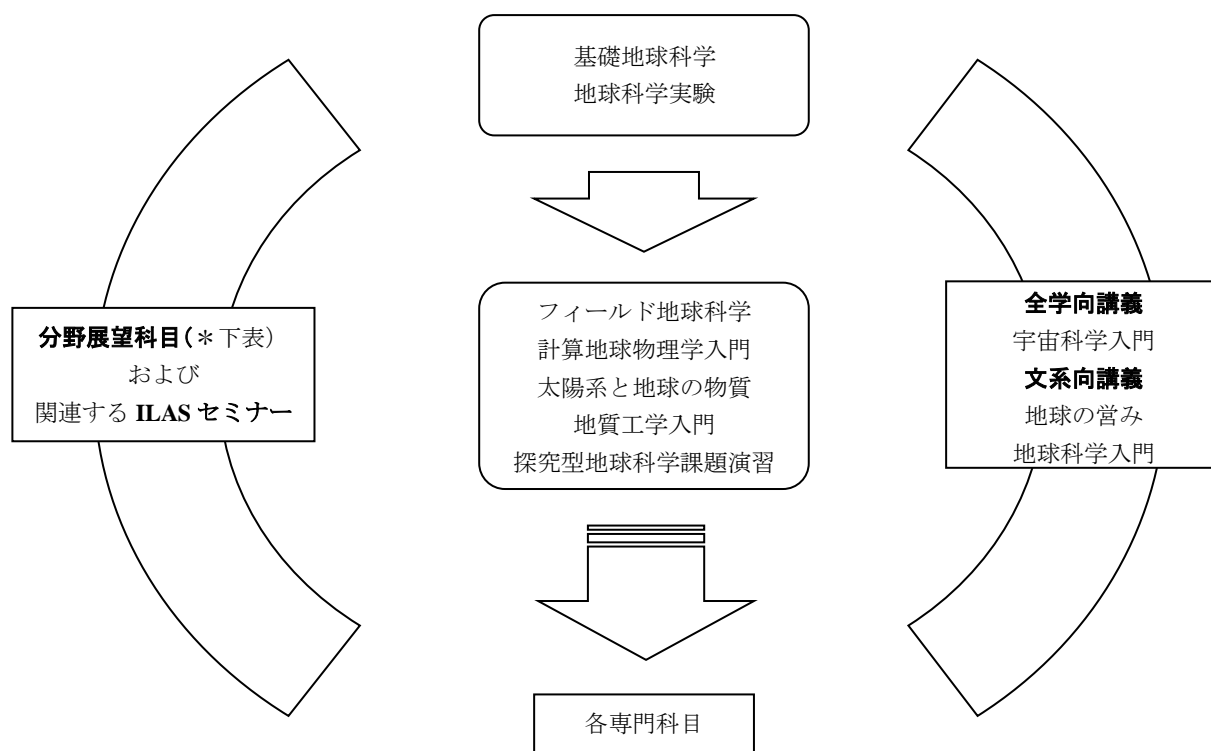 基礎地球科学
地球科学実験
フィールド地球科学
計算地球物理学入門
太陽系と地球の物質
地質工学入門
探究型地球科学課題演習
分野展望科目(＊下表)
および
関連する ILAS セミナー
全学向講義
宇宙科学入門
文系向講義
地球の営み
地球科学入門
各専門科目